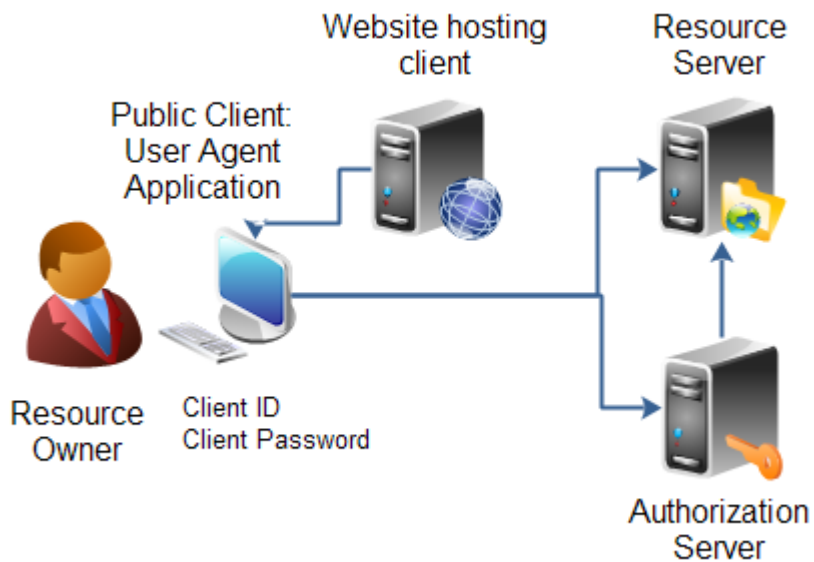 Website hosting
client
Resource
Server
Public Client:
User Agent
Application
Resource
Owner
Client ID
Client Password
Authorization
Server